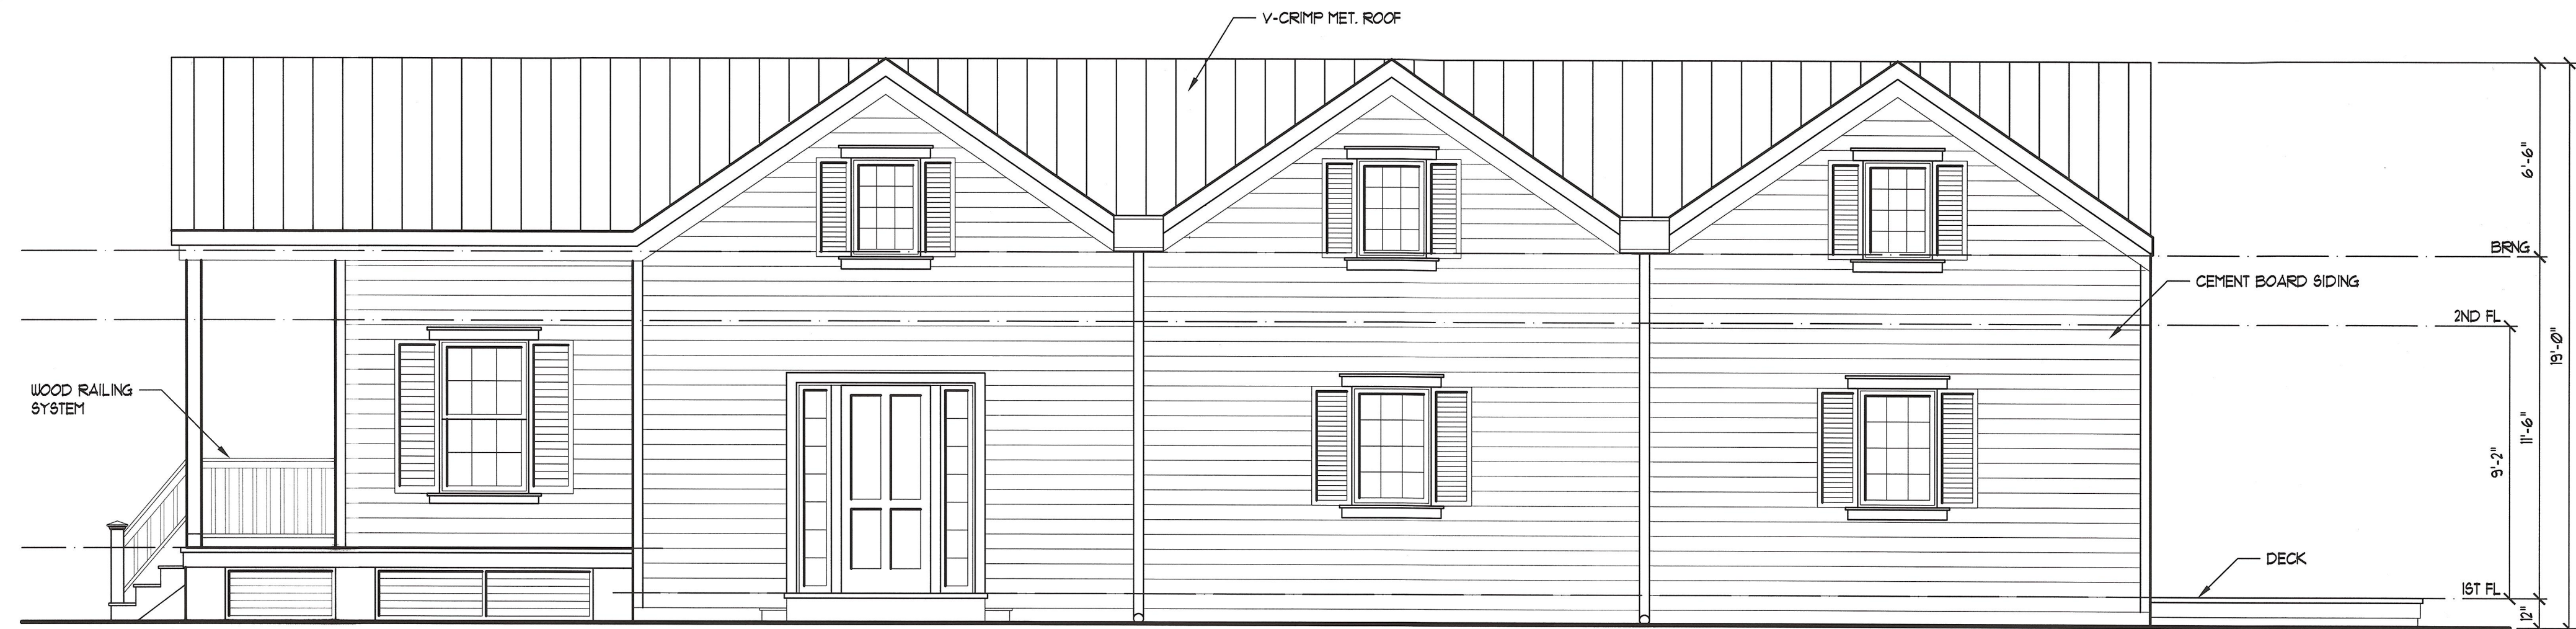 V-CRIMP MET. ROOF
6'-6"
BRNG
CEMENT BOARD SIDING
2ND FL
19'-0"
WOOD RAILING
SYSTEM
11'-6"
9'-2"
DECK
1ST FL
12"